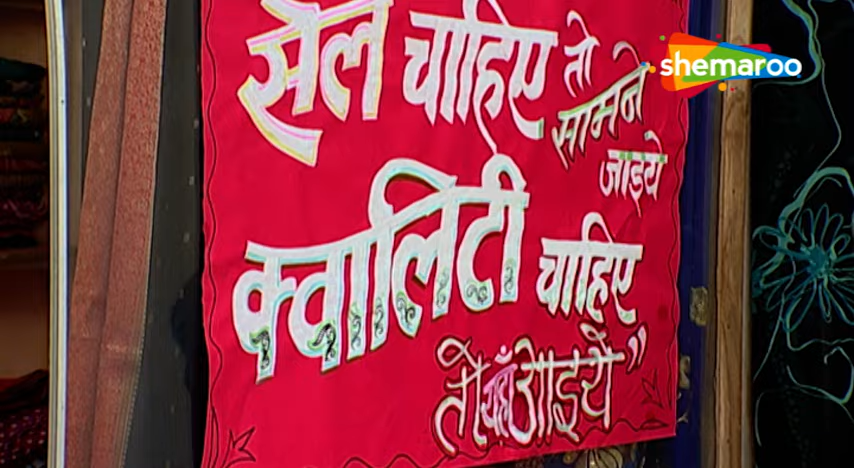 सेल चाहिए तो
सामने
जाइये
क्वालिटी चाहिए
तो यहाँ आइये”
shemaroo